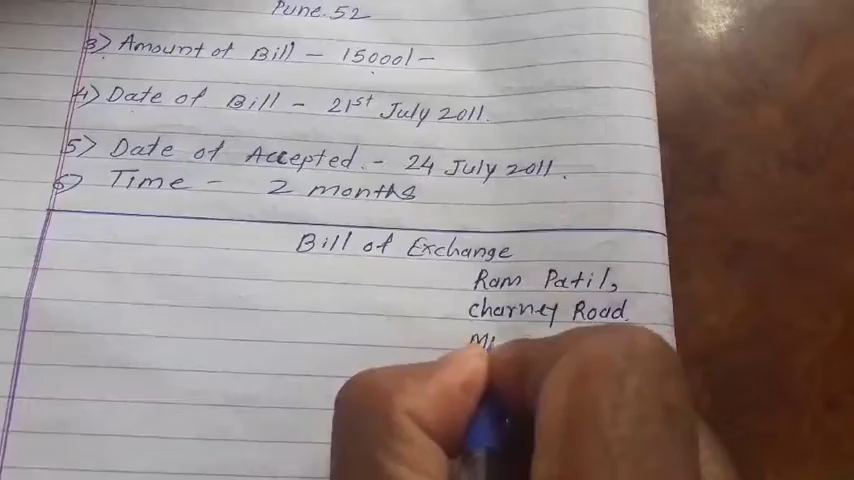 Pune.52
3> Amount of Bill - 15000/-
4> Date of Bill - 21st July 2011.
5> Date of Accepted. - 24 July 2011.
6> Time - 2 months
Bill of Exchange
Ram Patil,
charney Road.